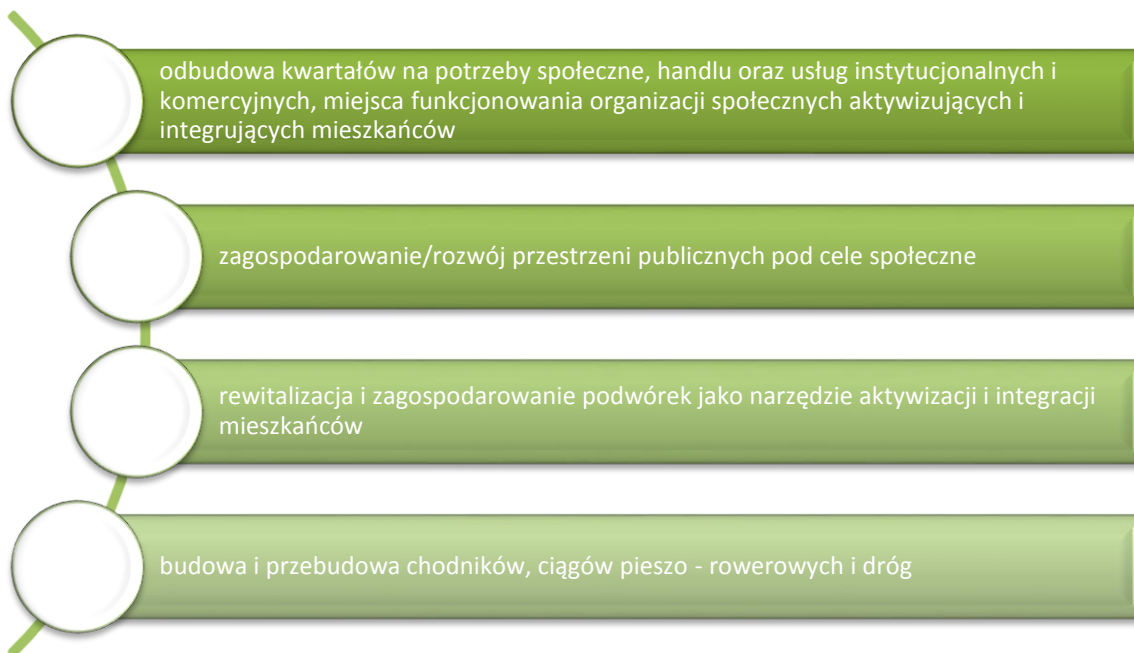 odbudowa kwartałów na potrzeby społeczne, handlu oraz usług instytucjonalnych i
komercyjnych, miejsca funkcjonowania organizacji społecznych aktywizujących i
integrujących mieszkańców
zagospodarowanie/rozwój przestrzeni publicznych pod cele społeczne
rewitalizacja i zagospodarowanie podwórek jako narzędzie aktywizacji i integracji
mieszkańców
budowa i przebudowa chodników, ciągów pieszo - rowerowych i dróg